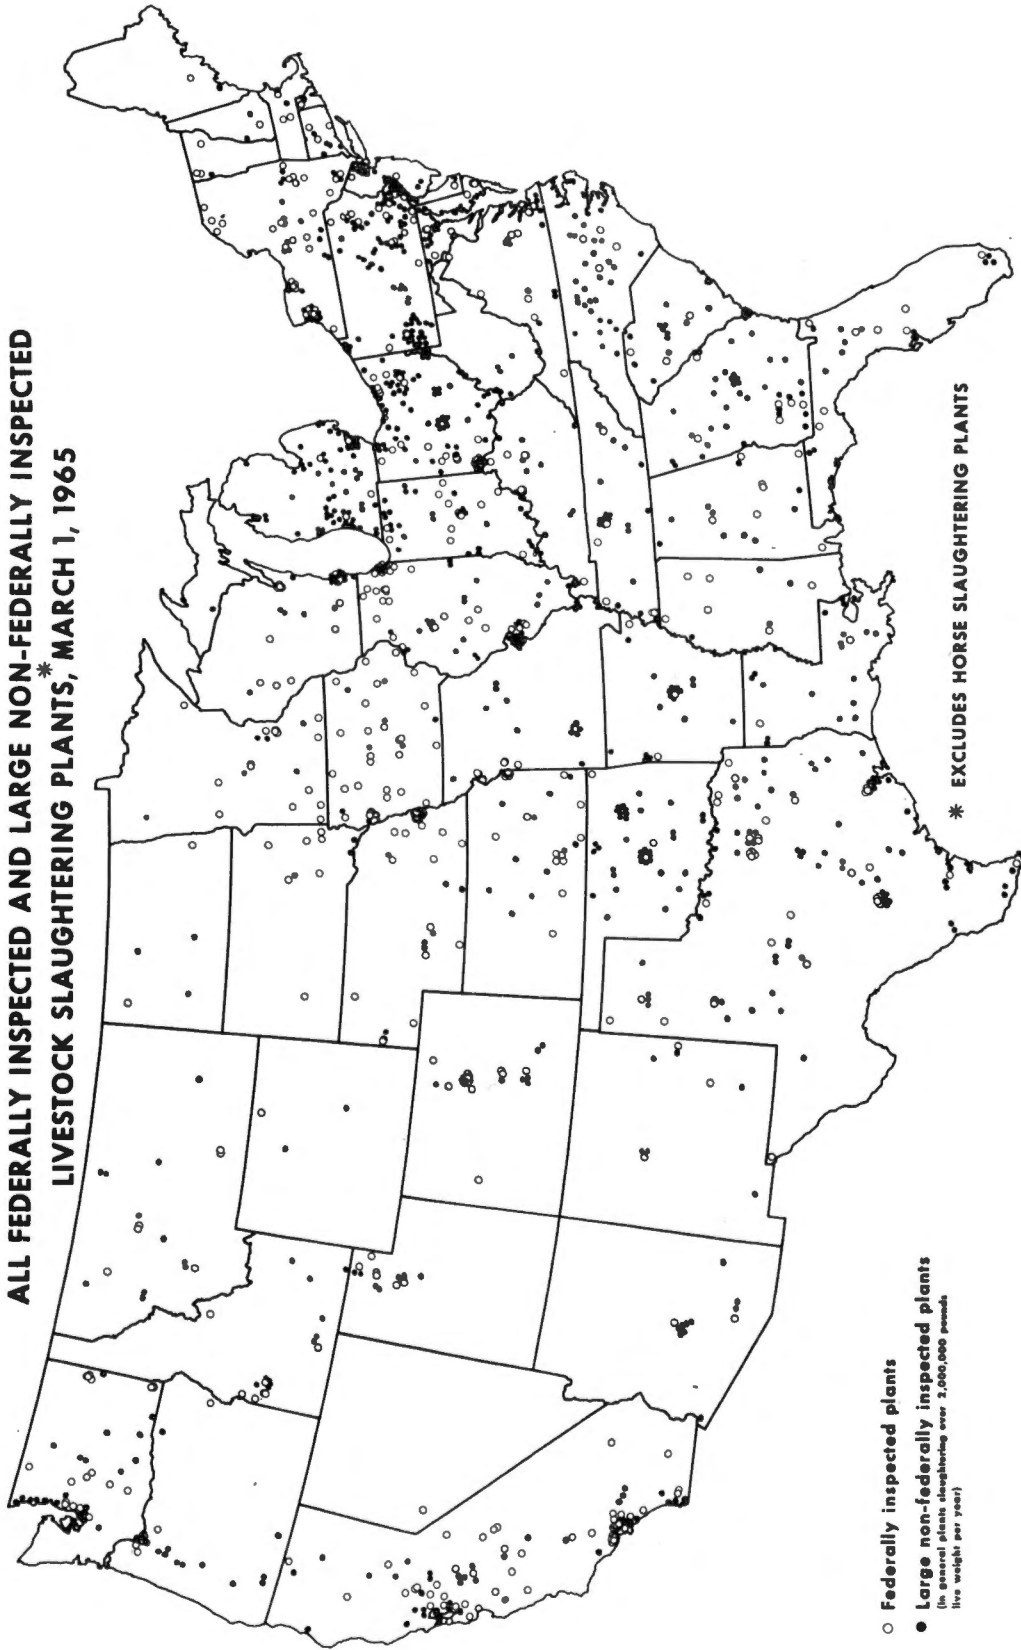 ALL FEDERALLY INSPECTED AND LARGE NON-FEDERALLY INSPECTED
LIVESTOCK SLAUGHTERING PLANTS,* MARCH 1, 1965
○ Federally inspected plants
● Large non-federally inspected plants
(In general plants slaughtering over 2,000,000 pounds
live weight per year)
* EXCLUDES HORSE SLAUGHTERING PLANTS